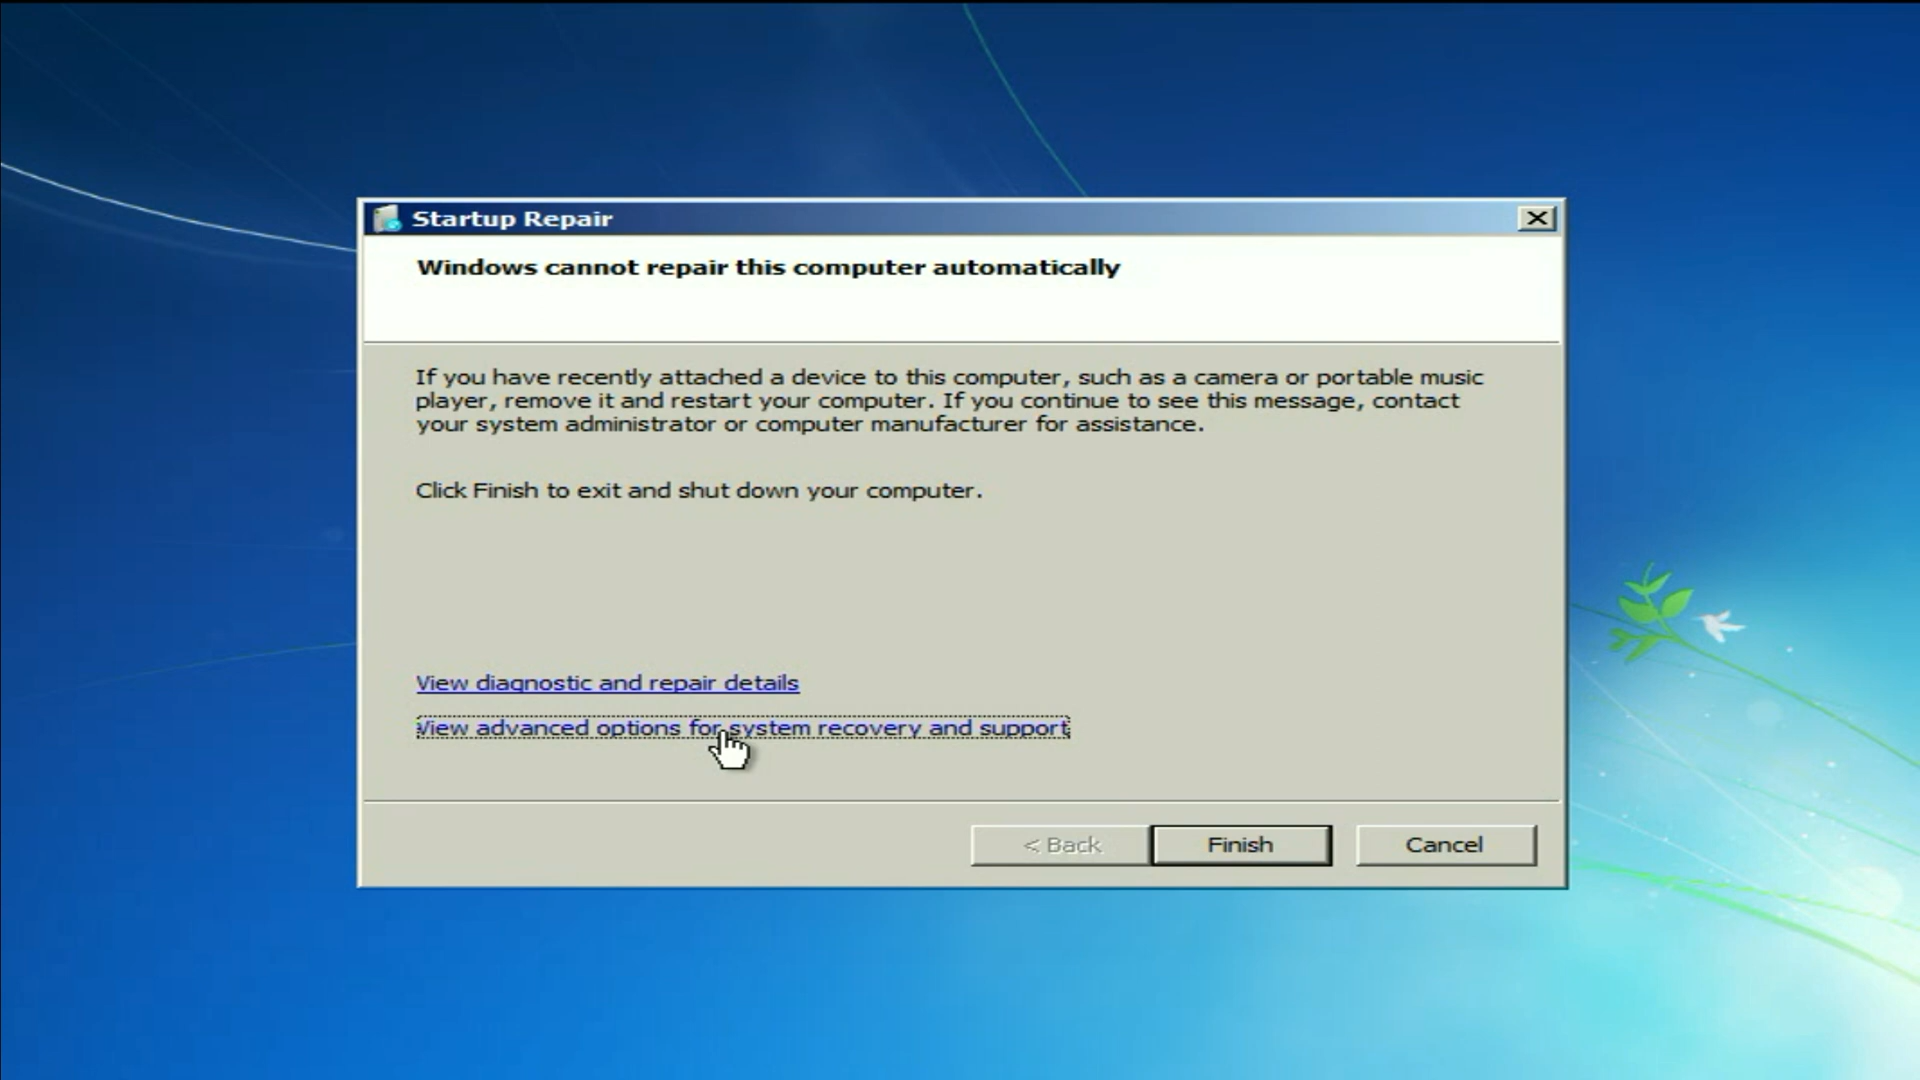 Startup Repair
Windows cannot repair this computer automatically
If you have recently attached a device to this computer, such as a camera or portable music
player, remove it and restart your computer. If you continue to see this message, contact
your system administrator or computer manufacturer for assistance.
Click Finish to exit and shut down your computer.
View diagnostic and repair details
View advanced options for system recovery and support
< Back
Finish
Cancel